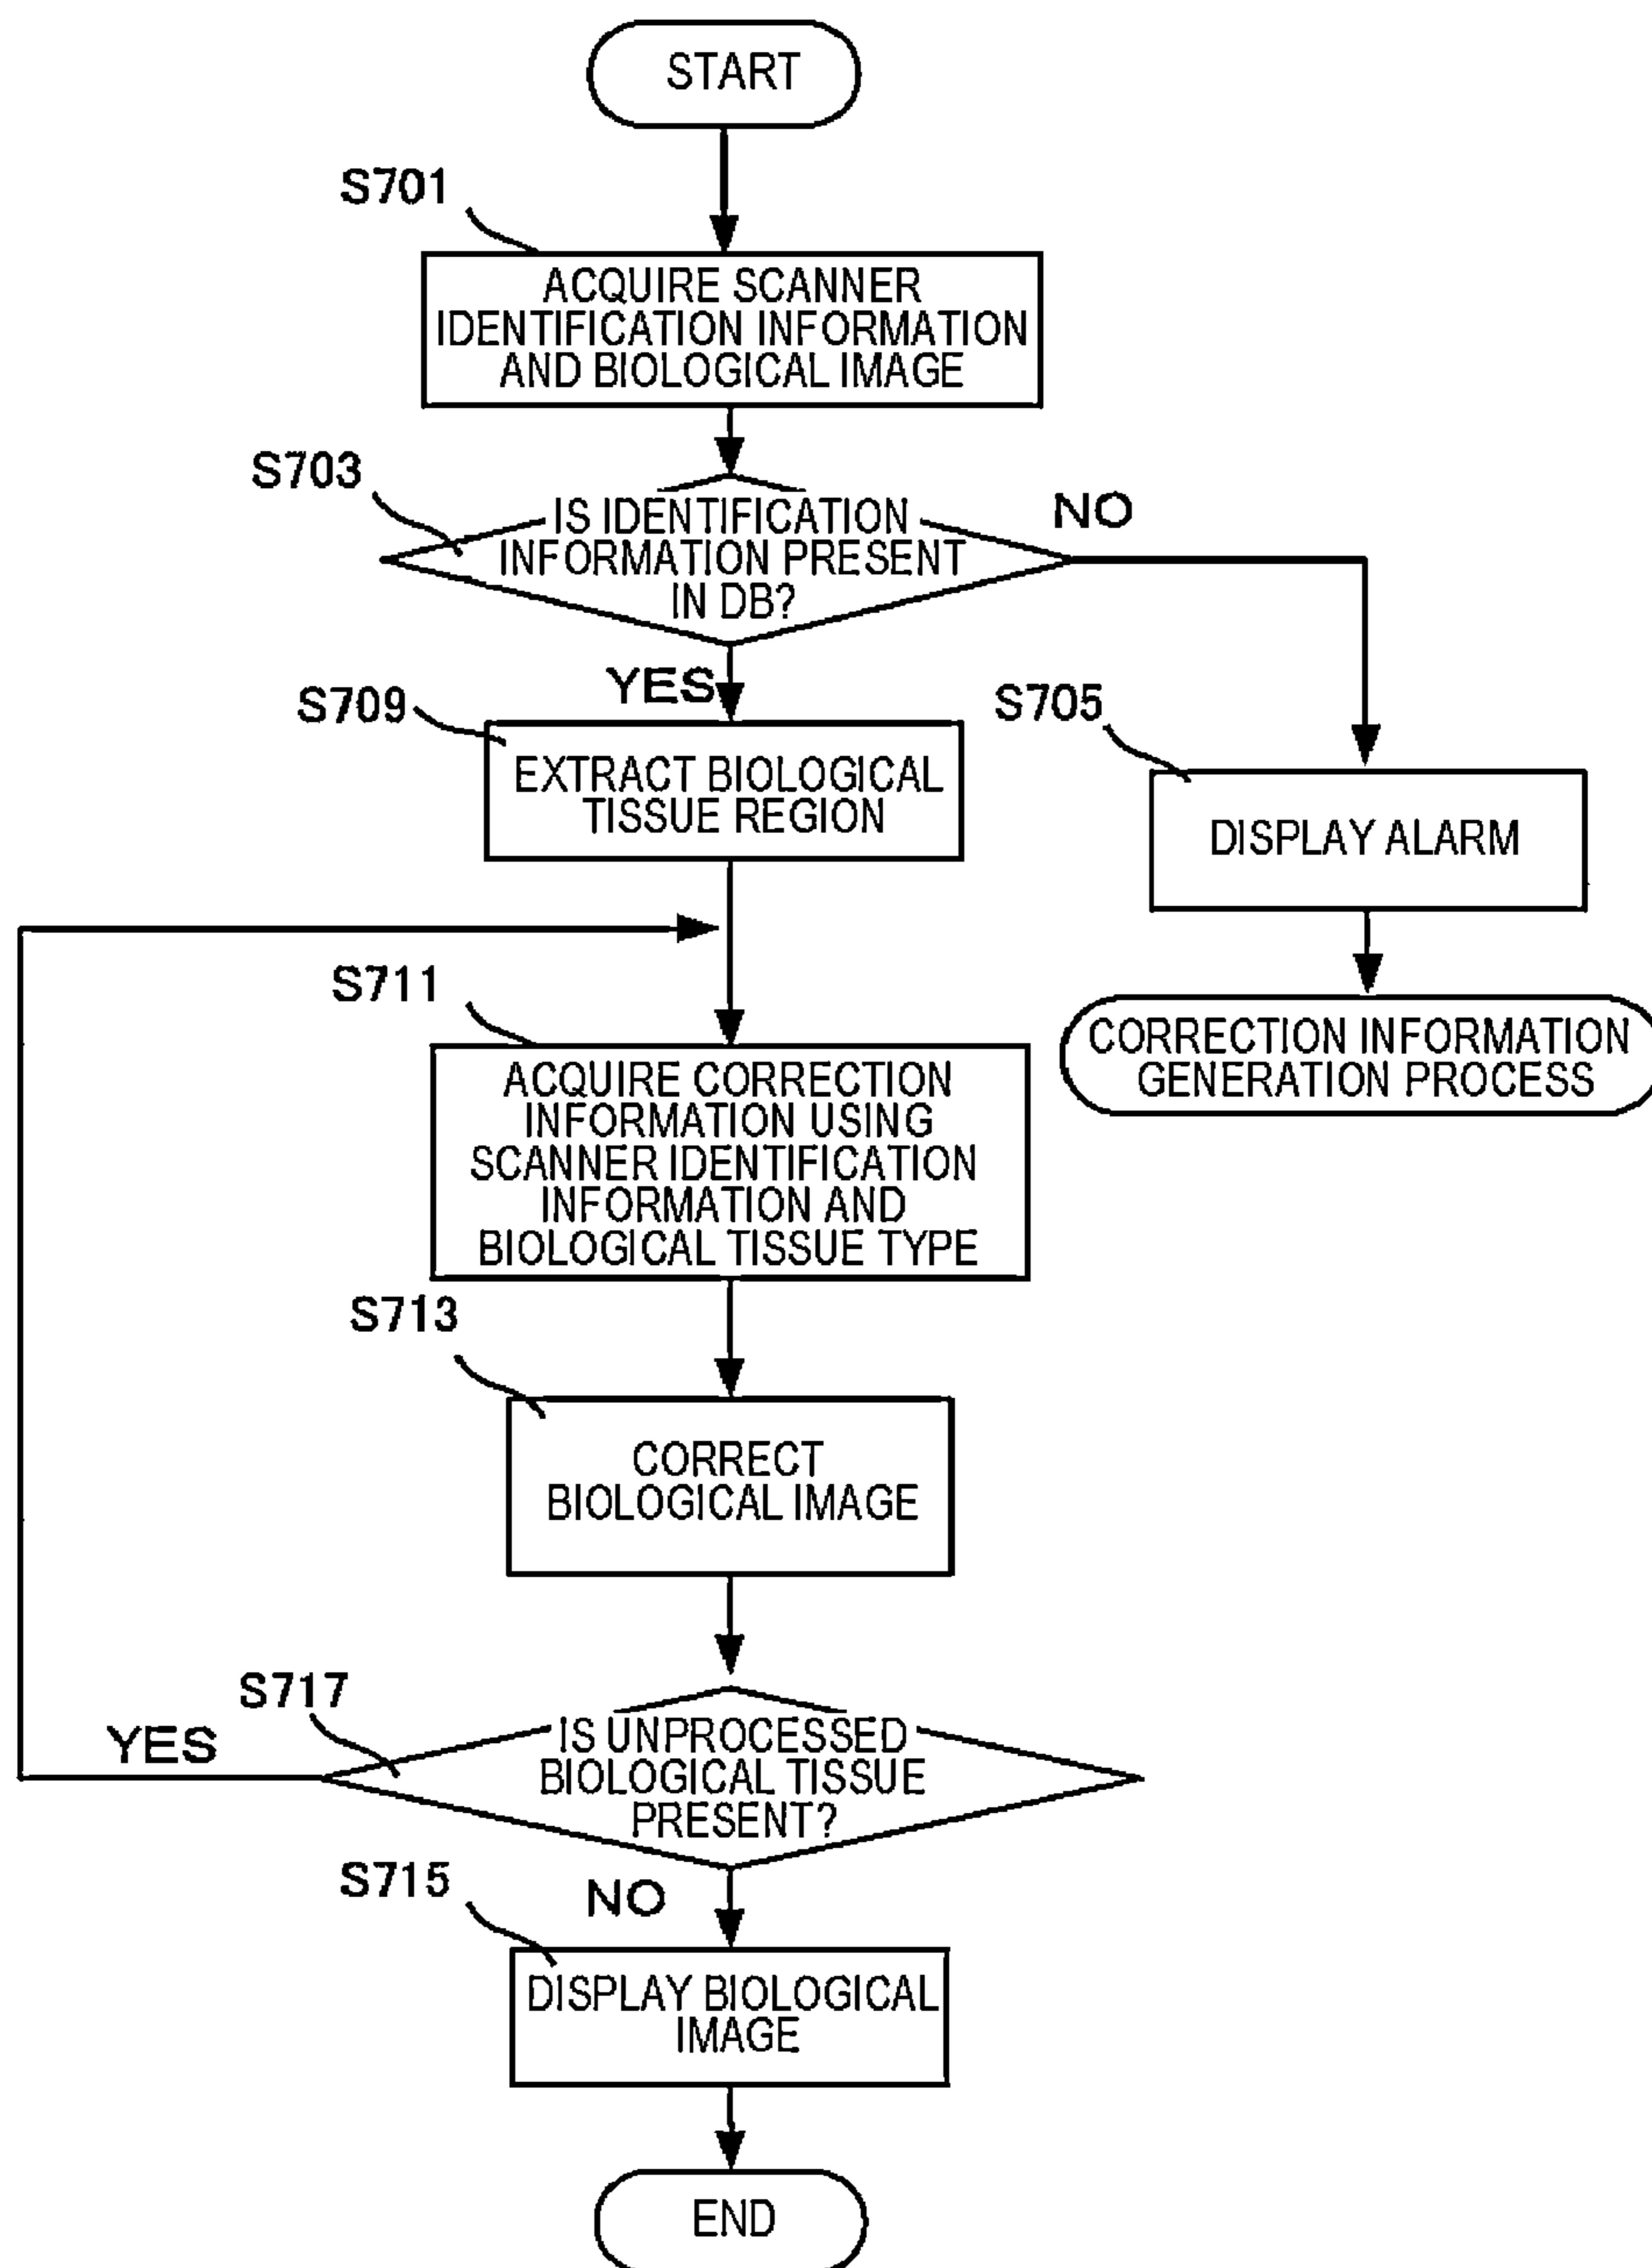 START
S701
ACQUIRE SCANNER
IDENTIFICATION INFORMATION
AND BIOLOGICAL IMAGE
S703
IS IDENTIFICATION
INFORMATION PRESENT
IN DB?
NO
YES
S709
EXTRACT BIOLOGICAL
TISSUE REGION
S705
DISPLAY ALARM
CORRECTION INFORMATION
GENERATION PROCESS
S711
ACQUIRE CORRECTION
INFORMATION USING
SCANNER IDENTIFICATION
INFORMATION AND
BIOLOGICAL TISSUE TYPE
S713
CORRECT
BIOLOGICAL IMAGE
S717
YES
IS UNPROCESSED
BIOLOGICAL TISSUE
PRESENT?
NO
S715
DISPLAY BIOLOGICAL
IMAGE
END